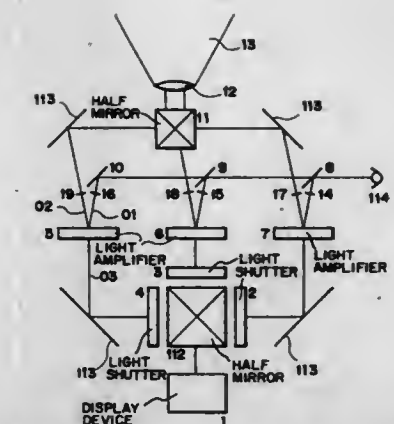 13
12
113
HALF
MIRROR
11
113
10
9
8
19
16
18
15
17
14
114
02
01
5
6
7
LIGHT
AMPLIFIER
LIGHT
SHUTTER
LIGHT
AMPLIFIER
03
3
4
2
113
LIGHT
SHUTTER
112
HALF
MIRROR
113
DISPLAY
DEVICE
1